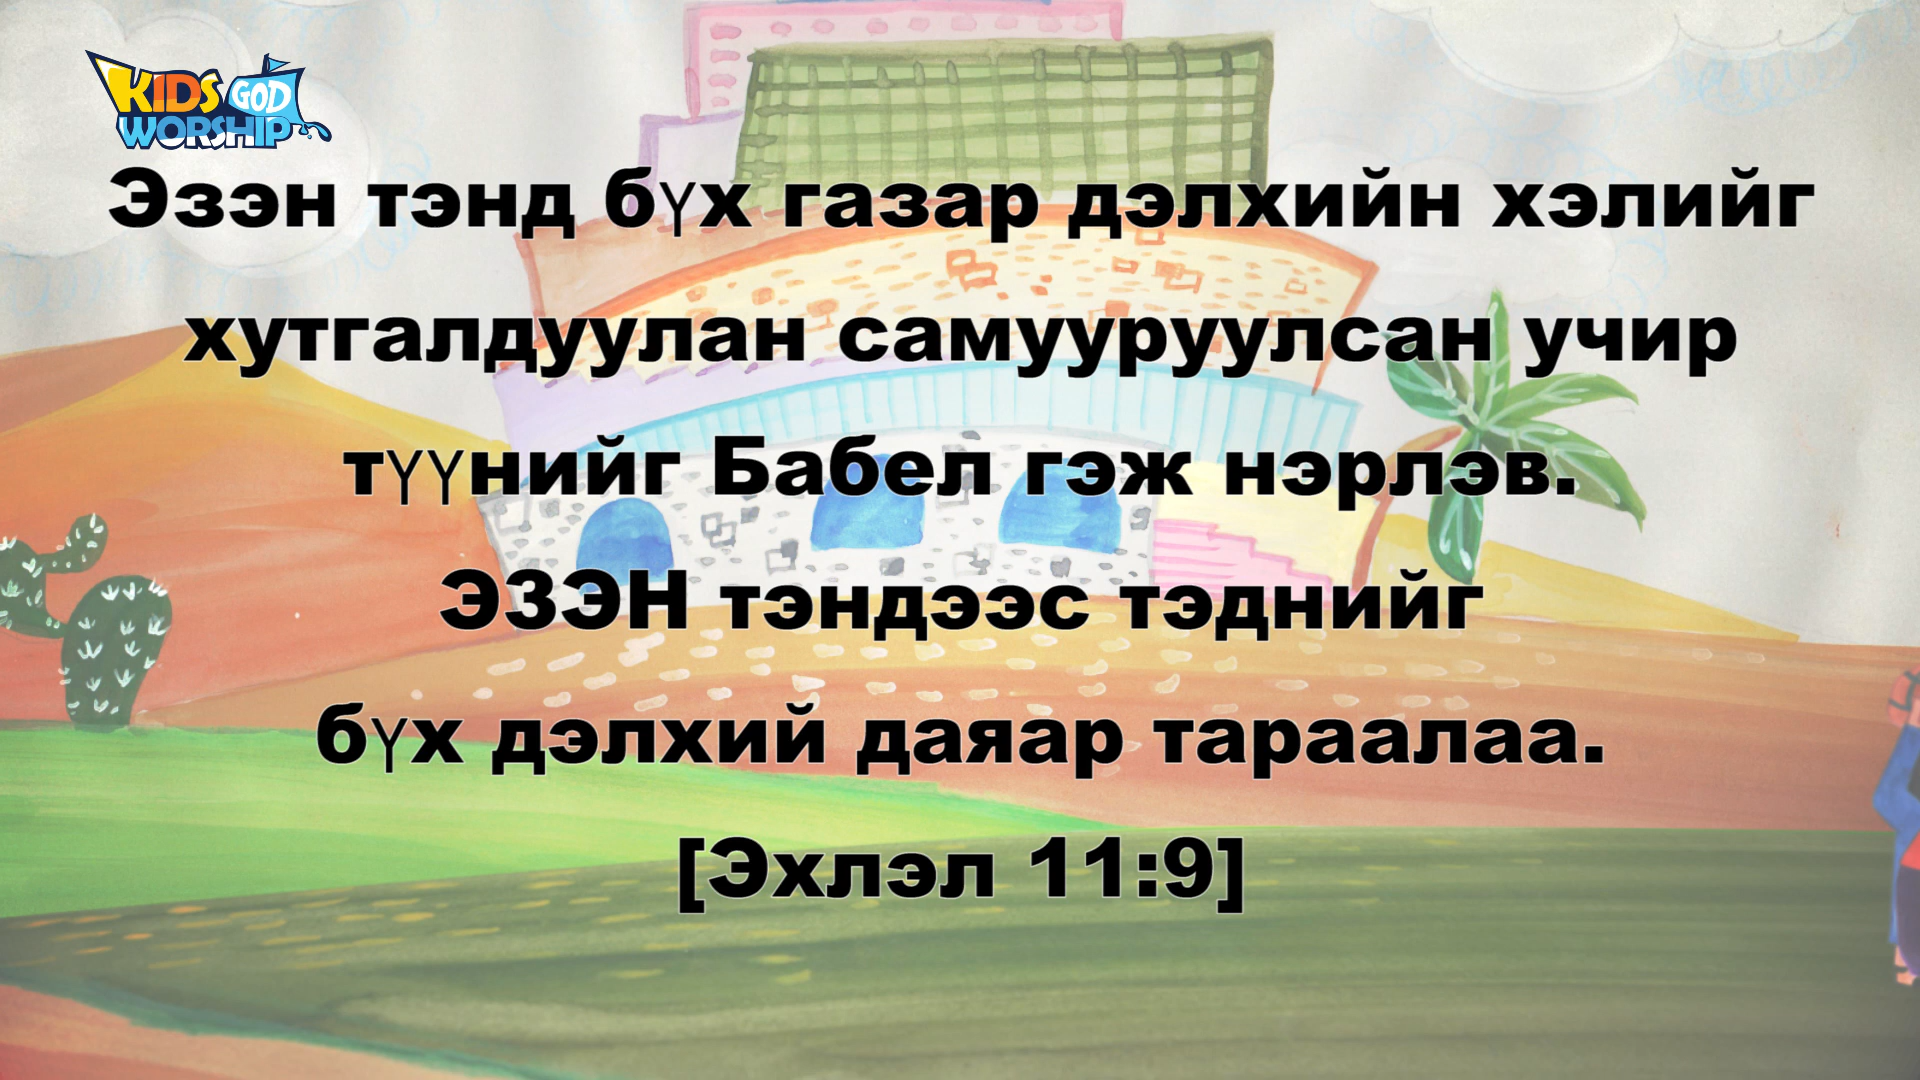 KIDS GOD
WORSHIP
Эзэн тэнд бүх газар дэлхийн хэлийг
хутгалдуулан самууруулсан учир
түүнийг Бабел гэж нэрлэв.
ЭЗЭН тэндээс тэднийг
бүх дэлхий даяар тараалаа.
[Эхлэл 11:9]